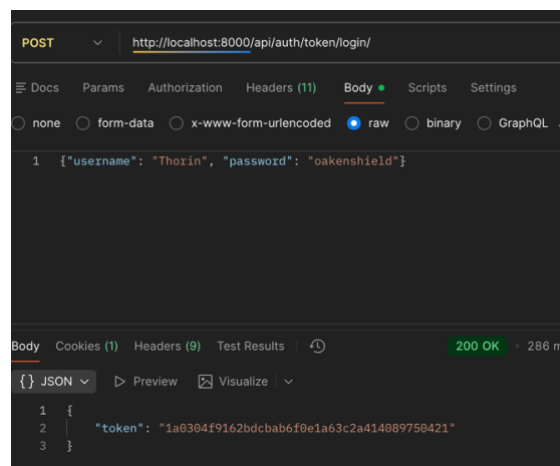 POST http://localhost:8000/api/auth/token/login/
Docs Params Authorization Headers (11) Body Scripts Settings
none form-data x-www-form-urlencoded raw binary GraphQL
1 {"username": "Thorin", "password": "oakenshield"}
Body Cookies (1) Headers (9) Test Results 200 OK • 286 m
{} JSON Preview Visualize
1 {
2 "token": "1a0304f9162bdcbab6f0e1a63c2a414089750421"
3 }